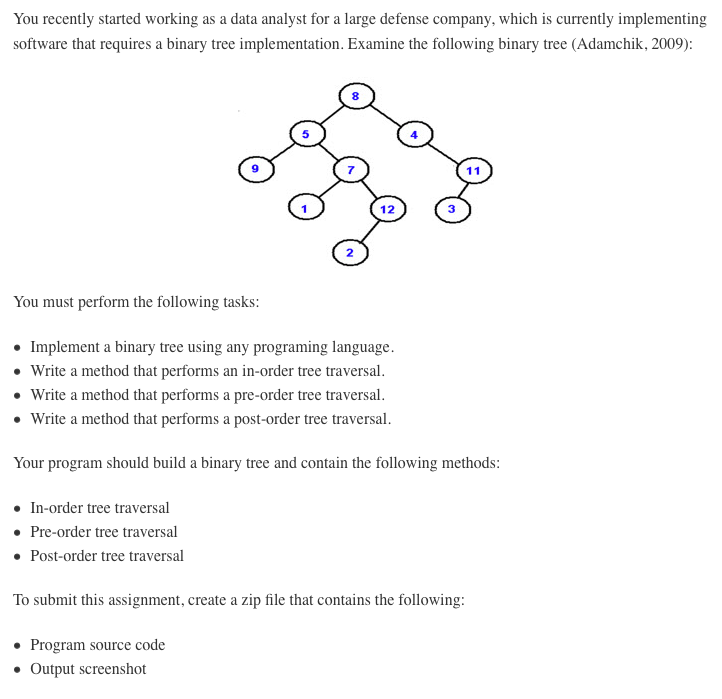 You recently started working as a data analyst for a large defense company, which is currently implementing
software that requires a binary tree implementation. Examine the following binary tree (Adamchik, 2009):
8
5
4
9
7
11
1
12
3
2
You must perform the following tasks:
• Implement a binary tree using any programing language.
• Write a method that performs an in-order tree traversal.
• Write a method that performs a pre-order tree traversal.
• Write a method that performs a post-order tree traversal.
Your program should build a binary tree and contain the following methods:
• In-order tree traversal
• Pre-order tree traversal
• Post-order tree traversal
To submit this assignment, create a zip file that contains the following:
• Program source code
• Output screenshot